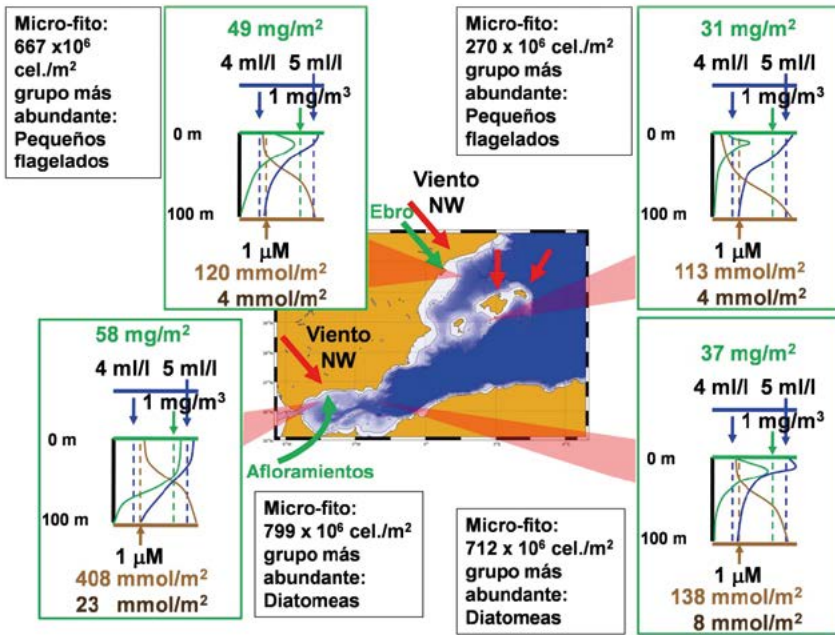 Micro-fito:
667 x10⁶
cel./m²
grupo más
abundante:
Pequeños
flagelados
49 mg/m²
4 ml/l 5 ml/l
1 mg/m³
0 m
100 m
1 µM
120 mmol/m²
4 mmol/m²
Micro-fito:
270 x 10⁶ cel./m²
grupo más
abundante:
Pequeños
flagelados
31 mg/m²
4 ml/l 5 ml/l
1 mg/m³
0 m
100 m
1 µM
113 mmol/m²
4 mmol/m²
Viento
NW
Ebro
Viento
NW
Afloramientos
58 mg/m²
4 ml/l 5 ml/l
1 mg/m³
0 m
100 m
1 µM
408 mmol/m²
23 mmol/m²
Micro-fito:
799 x 10⁶ cel./m²
grupo más
abundante:
Diatomeas
Micro-fito:
712 x 10⁶ cel./m²
grupo más
abundante:
Diatomeas
37 mg/m²
4 ml/l 5 ml/l
1 mg/m³
0 m
100 m
1 µM
138 mmol/m²
8 mmol/m²